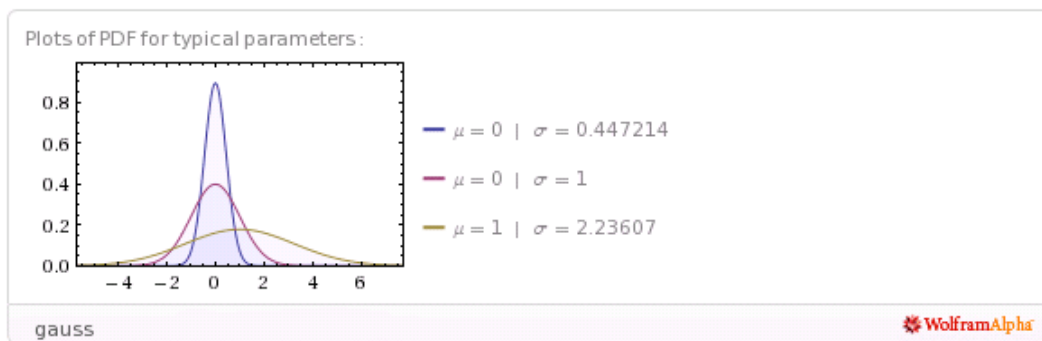 Plots of PDF for typical parameters:
0.8
0.6
0.4
0.2
0.0
−4 −2 0 2 4 6
μ = 0 | σ = 0.447214
μ = 0 | σ = 1
μ = 1 | σ = 2.23607
gauss
WolframAlpha